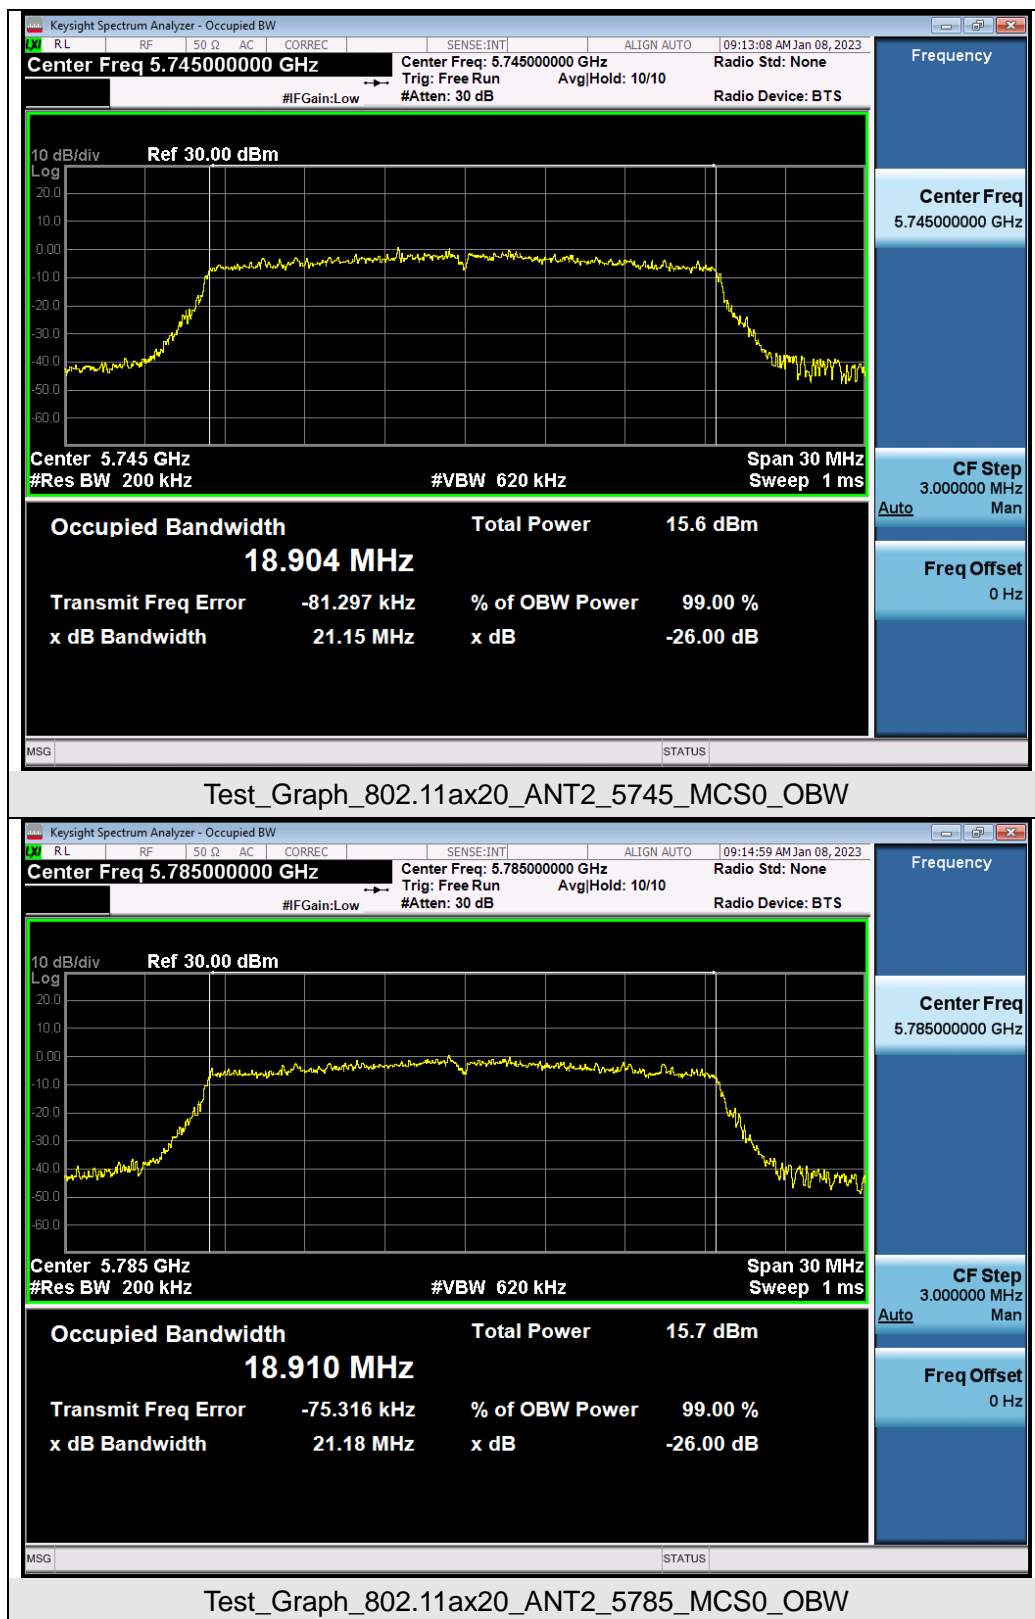 Keysight Spectrum Analyzer - Occupied BW
LXI RL RF 50 Ω AC CORREC SENSE:INT ALIGN AUTO 09:13:08 AM Jan 08, 2023
Center Freq 5.745000000 GHz
Center Freq: 5.745000000 GHz Radio Std: None
Trig: Free Run Avg|Hold: 10/10
#IFGain:Low #Atten: 30 dB Radio Device: BTS
Frequency
10 dB/div Ref 30.00 dBm
Log
20.0
10.0
0.00
-10.0
-20.0
-30.0
-40.0
-50.0
-60.0
Center 5.745 GHz Span 30 MHz
#Res BW 200 kHz #VBW 620 kHz Sweep 1 ms
Center Freq
5.745000000 GHz
CF Step
3.000000 MHz
Auto Man
Freq Offset
0 Hz
Occupied Bandwidth Total Power 15.6 dBm
18.904 MHz
Transmit Freq Error -81.297 kHz % of OBW Power 99.00 %
x dB Bandwidth 21.15 MHz x dB -26.00 dB
MSG STATUS
Test_Graph_802.11ax20_ANT2_5745_MCS0_OBW
Keysight Spectrum Analyzer - Occupied BW
LXI RL RF 50 Ω AC CORREC SENSE:INT ALIGN AUTO 09:14:59 AM Jan 08, 2023
Center Freq 5.785000000 GHz
Center Freq: 5.785000000 GHz Radio Std: None
Trig: Free Run Avg|Hold: 10/10
#IFGain:Low #Atten: 30 dB Radio Device: BTS
Frequency
10 dB/div Ref 30.00 dBm
Log
20.0
10.0
0.00
-10.0
-20.0
-30.0
-40.0
-50.0
-60.0
Center 5.785 GHz Span 30 MHz
#Res BW 200 kHz #VBW 620 kHz Sweep 1 ms
Center Freq
5.785000000 GHz
CF Step
3.000000 MHz
Auto Man
Freq Offset
0 Hz
Occupied Bandwidth Total Power 15.7 dBm
18.910 MHz
Transmit Freq Error -75.316 kHz % of OBW Power 99.00 %
x dB Bandwidth 21.18 MHz x dB -26.00 dB
MSG STATUS
Test_Graph_802.11ax20_ANT2_5785_MCS0_OBW